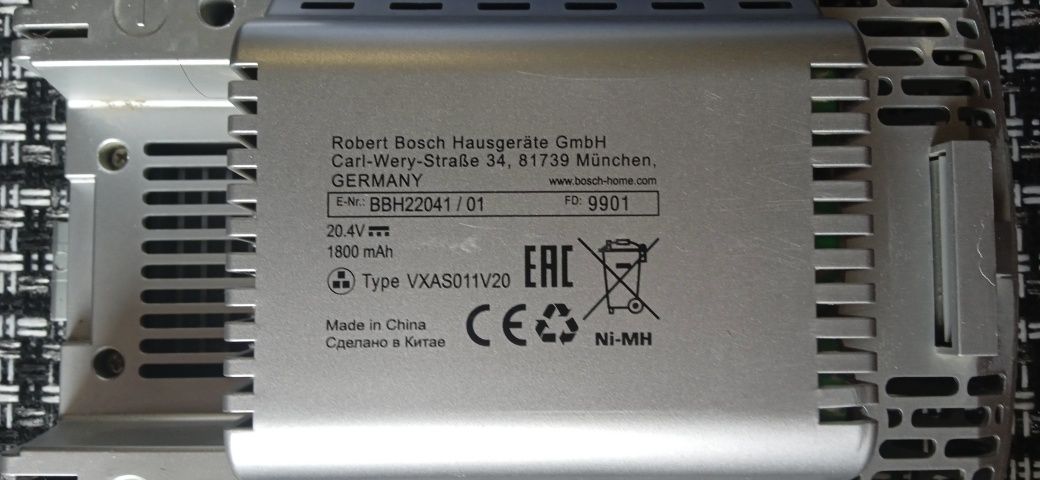 Robert Bosch Hausgeräte GmbH
Carl-Wery-Straße 34, 81739 München,
GERMANY www.bosch-home.com
E-Nr.: BBH22041 / 01 FD: 9901
20.4V
1800 mAh
Type VXAS011V20
EAC
Made in China
Сделано в Китае
CE
Ni-MH